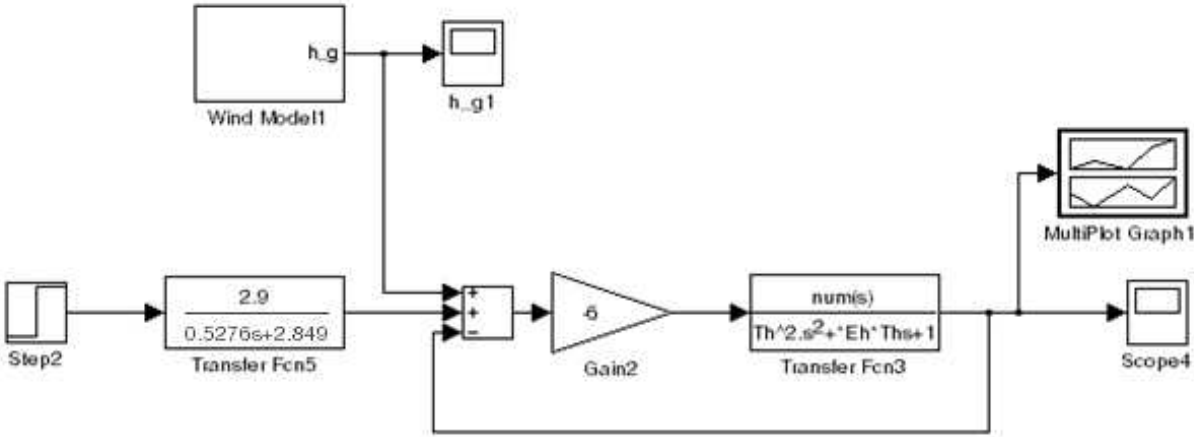 h_g
h_g1
Wind Model1
MultiPlot Graph1
Step2
2.9
0.5276s+2.849
Transfer Fcn5
+
+
−
-6
Gain2
num(s)
Th^2.s²+*Eh*Ths+1
Transfer Fcn3
Scope4